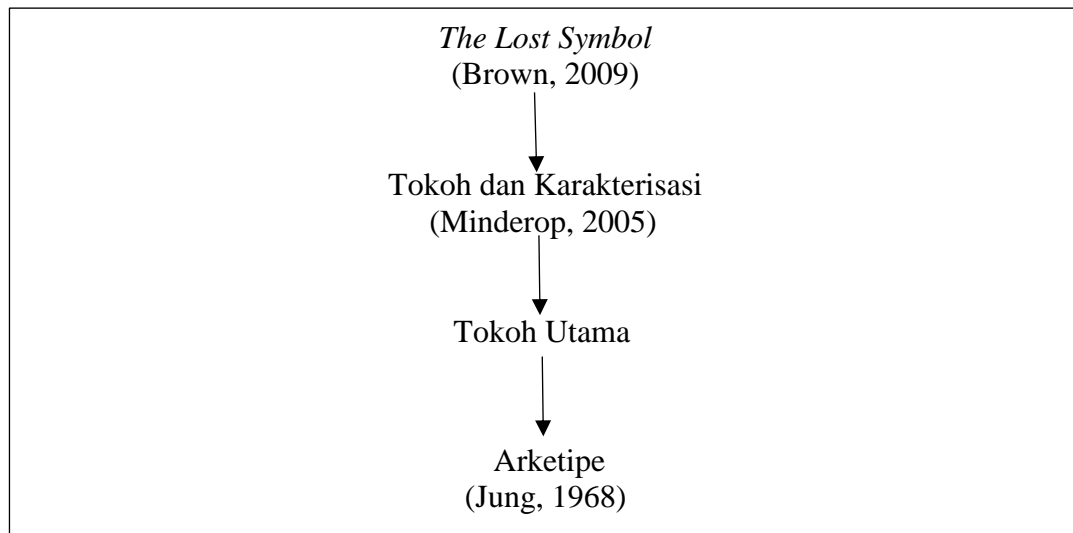 The Lost Symbol
(Brown, 2009)
Tokoh dan Karakterisasi
(Minderop, 2005)
Tokoh Utama
Arketipe
(Jung, 1968)